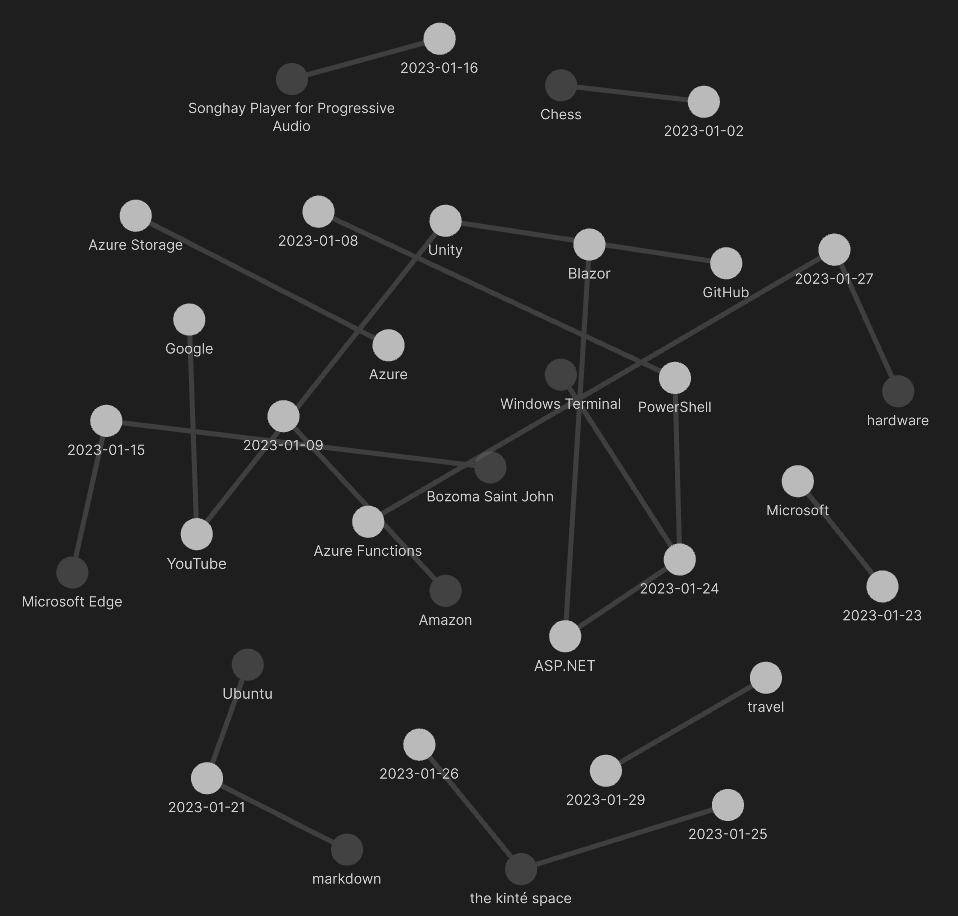 2023-01-16
Songhay Player for Progressive
Audio
Chess
2023-01-02
Azure Storage
2023-01-08
Unity
Blazor
GitHub
2023-01-27
Google
Azure
Windows Terminal
PowerShell
hardware
2023-01-15
2023-01-09
Bozoma Saint John
Microsoft
Azure Functions
YouTube
Microsoft Edge
Amazon
2023-01-24
2023-01-23
ASP.NET
Ubuntu
travel
2023-01-26
2023-01-29
2023-01-21
2023-01-25
markdown
the kinté space